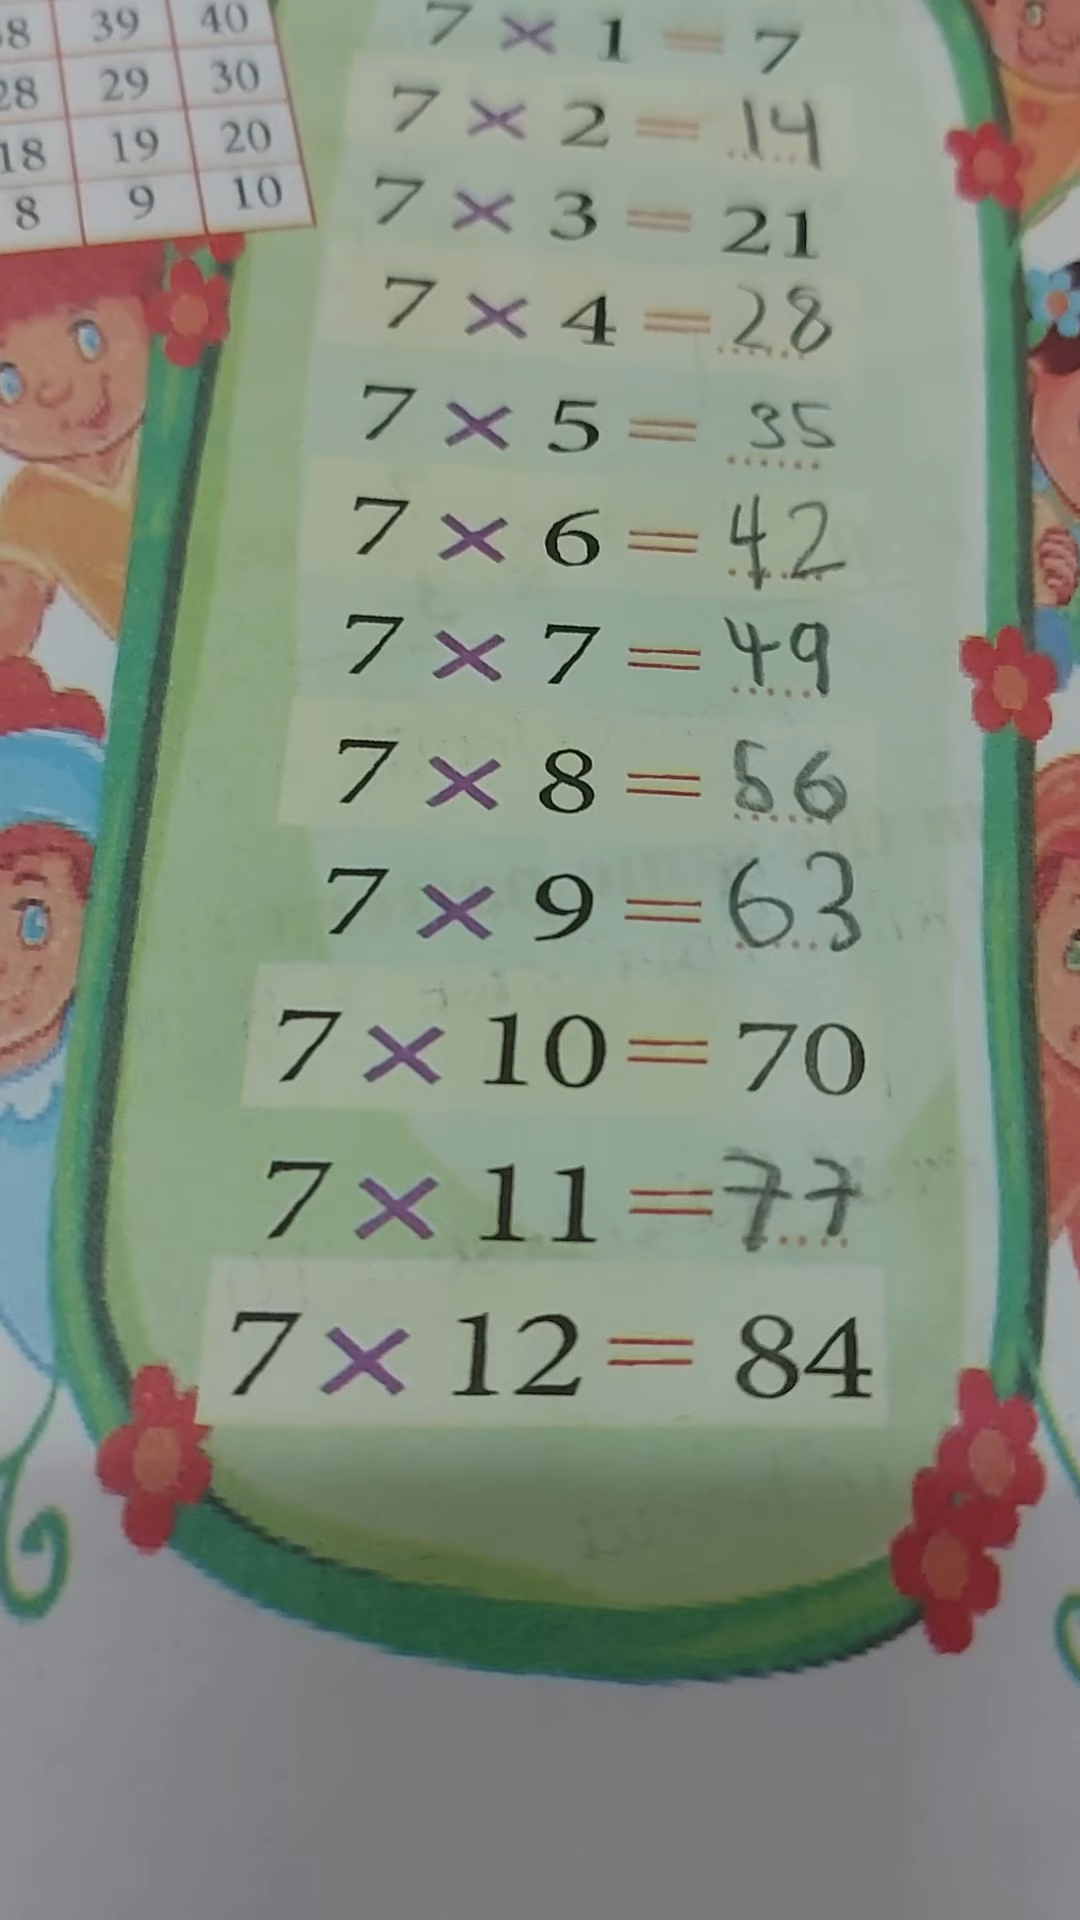 38 39 40
28 29 30
18 19 20
8 9 10
7 × 1 = 7
7 × 2 = 14
7 × 3 = 21
7 × 4 = 28
7 × 5 = 35
7 × 6 = 42
7 × 7 = 49
7 × 8 = 56
7 × 9 = 63
7 × 10 = 70
7 × 11 = 77
7 × 12 = 84